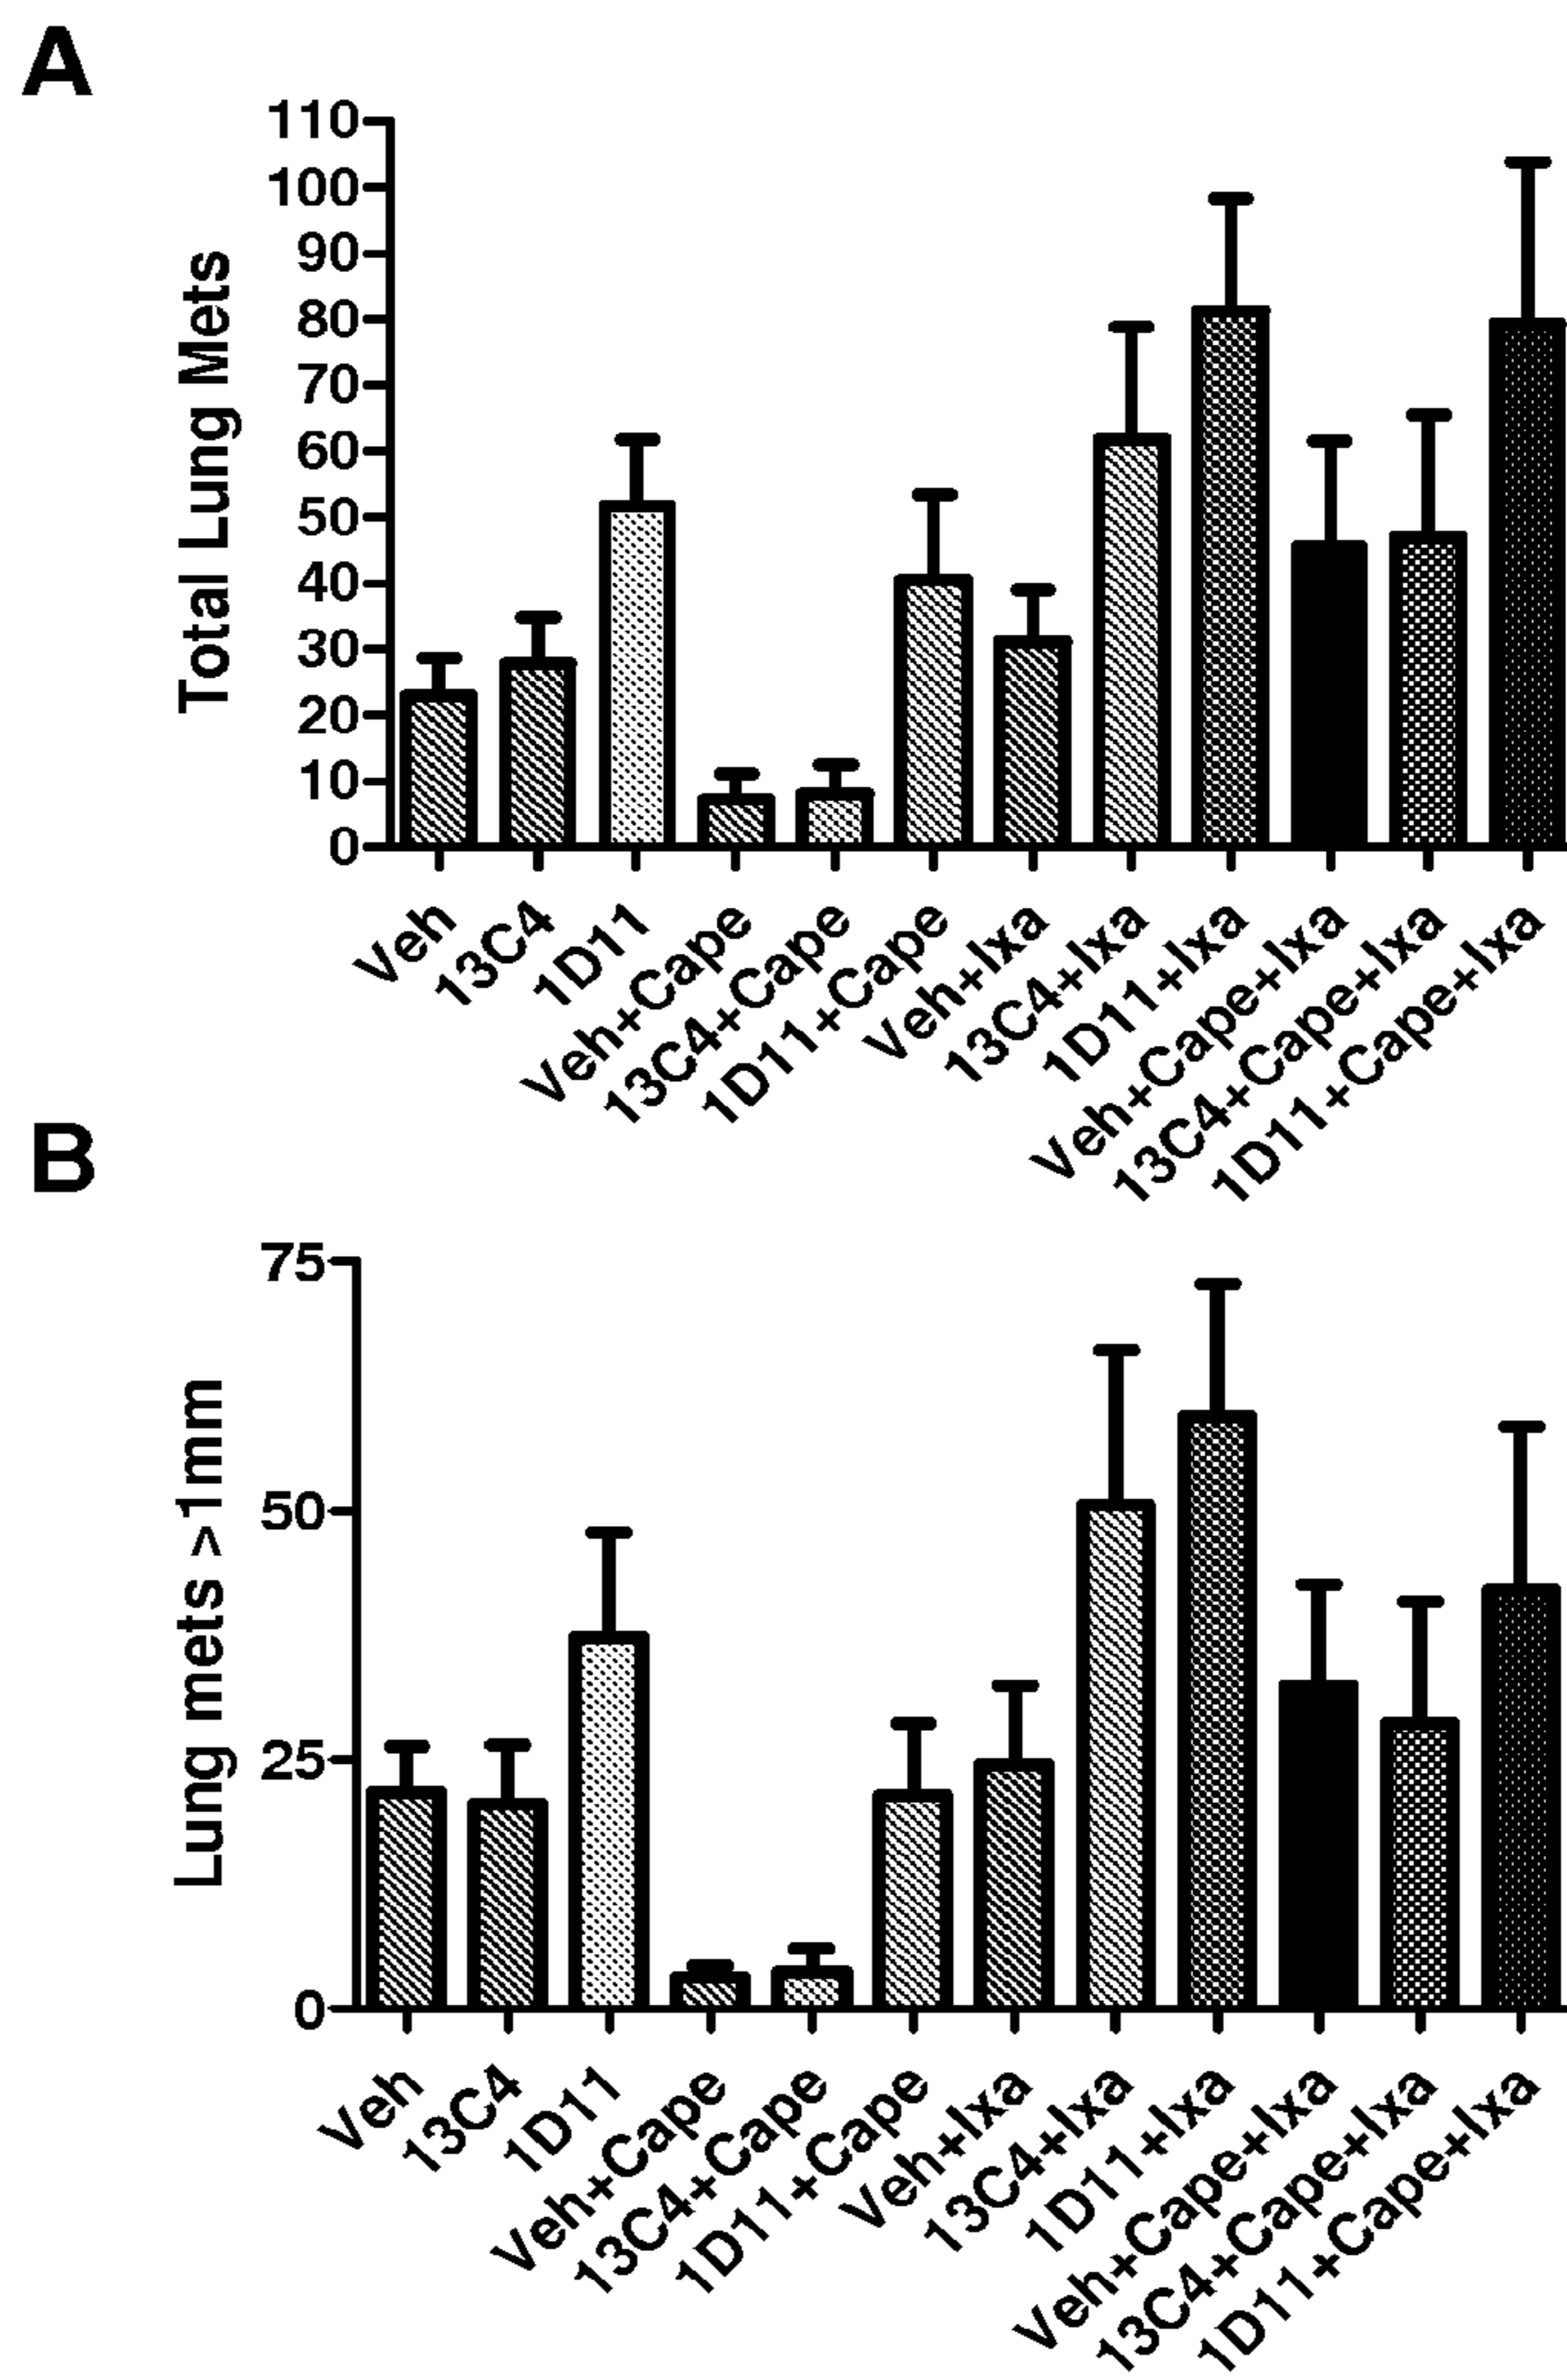 A
110
100
90
80
70
60
50
40
30
20
10
0
Total Lung Mets
Veh
13C4
1D11
Veh+Cape
13C4+Cape
1D11+Cape
Veh+Ixa
13C4+Ixa
1D11+Ixa
Veh+Cape+Ixa
13C4+Cape+Ixa
1D11+Cape+Ixa
B
75
50
25
0
Lung mets >1mm
Veh
13C4
1D11
Veh+Cape
13C4+Cape
1D11+Cape
Veh+Ixa
13C4+Ixa
1D11+Ixa
Veh+Cape+Ixa
13C4+Cape+Ixa
1D11+Cape+Ixa